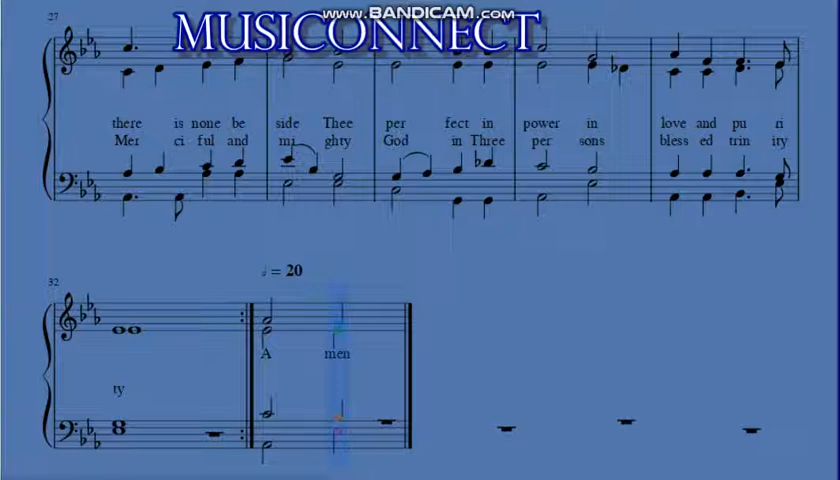 www.BANDICAM.com
MUSICONNECT
27
there is none be side Thee per fect in power in love and pu ri
Mer ci ful and mi ghty God in Three per sons bless ed trin ity
= 20
32
A men
ty